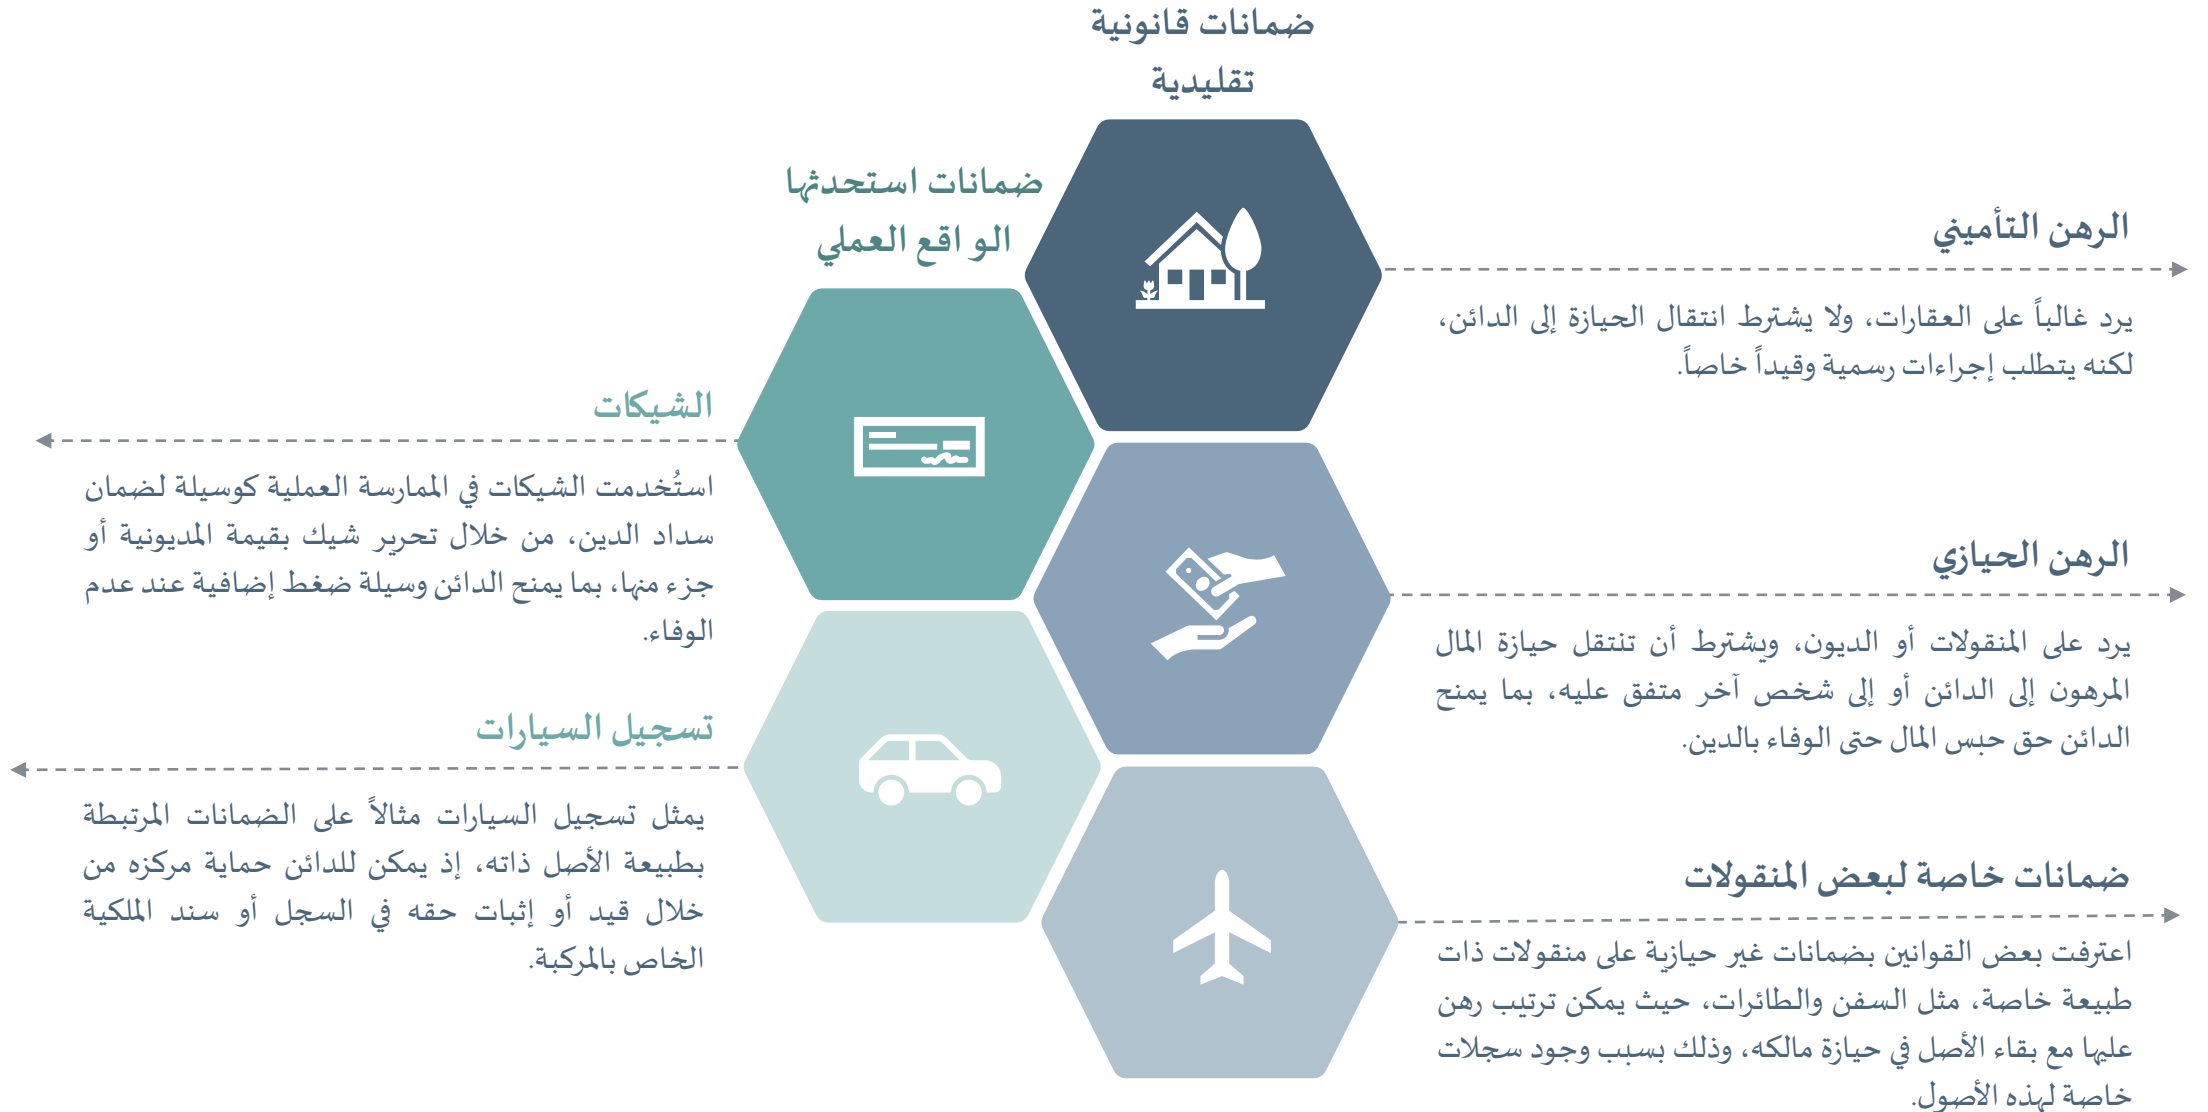 ضمانات قانونية
تقليدية
الرهن التأميني
يرد غالباً على العقارات، ولا يشترط انتقال الحيازة إلى الدائن،
لكنه يتطلب إجراءات رسمية وقيداً خاصاً.
الرهن الحيازي
يرد على المنقولات أو الديون، ويشترط أن تنتقل حيازة المال
المرهون إلى الدائن أو إلى شخص آخر متفق عليه، بما يمنح
الدائن حق حبس المال حتى الوفاء بالدين.
ضمانات خاصة لبعض المنقولات
اعترفت بعض القوانين بضمانات غير حيازية على منقولات ذات
طبيعة خاصة، مثل السفن والطائرات، حيث يمكن ترتيب رهن
عليها مع بقاء الأصل في حيازة مالكه، وذلك بسبب وجود سجلات
خاصة لهذه الأصول.
ضمانات استحدثها
الواقع العملي
الشيكات
استُخدمت الشيكات في الممارسة العملية كوسيلة لضمان
سداد الدين، من خلال تحرير شيك بقيمة المديونية أو
جزء منها، بما يمنح الدائن وسيلة ضغط إضافية عند عدم
الوفاء.
تسجيل السيارات
يمثل تسجيل السيارات مثالاً على الضمانات المرتبطة
بطبيعة الأصل ذاته، إذ يمكن للدائن حماية مركزه من
خلال قيد أو إثبات حقه في السجل أو سند الملكية
الخاص بالمركبة.